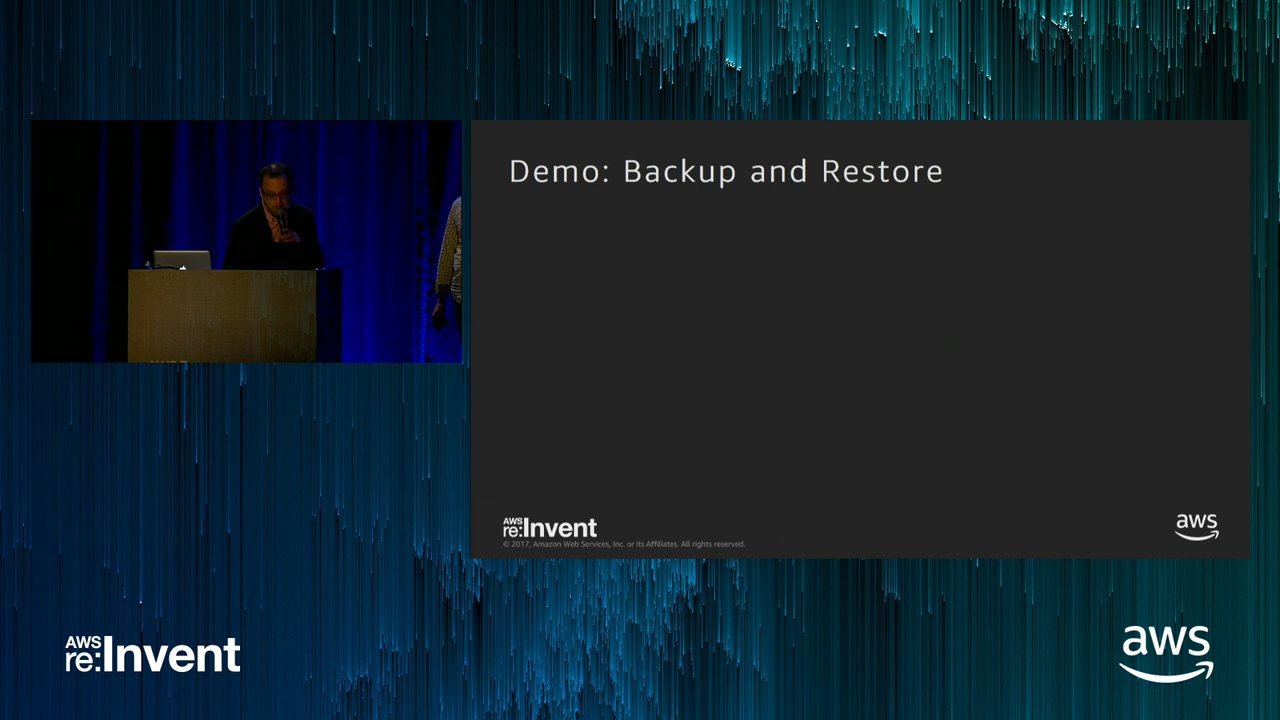 Demo: Backup and Restore
AWS
re:Invent
© 2017, Amazon Web Services, Inc. or its Affiliates. All rights reserved.
aws
AWS
re:Invent
aws